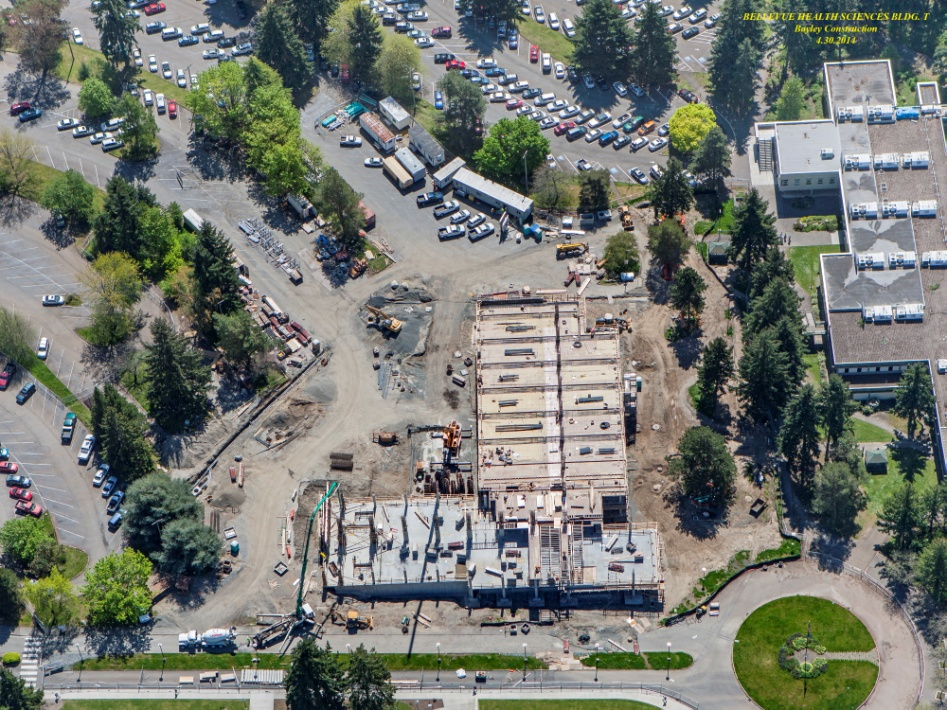 BELLEVUE HEALTH SCIENCES BLDG. T
Bayley Construction
4.30.2014